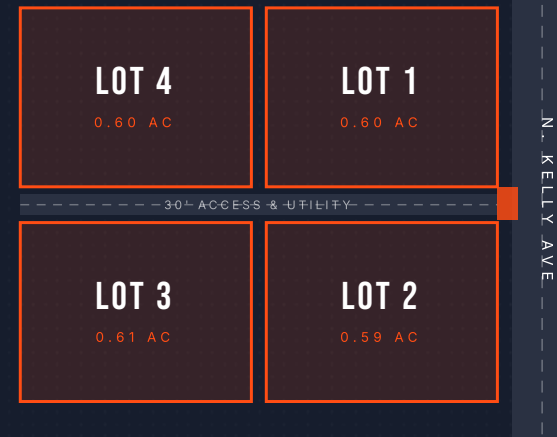 LOT 4
0.60 AC
LOT 1
0.60 AC
30' ACCESS & UTILITY
LOT 3
0.61 AC
LOT 2
0.59 AC
N. KELLY AVE